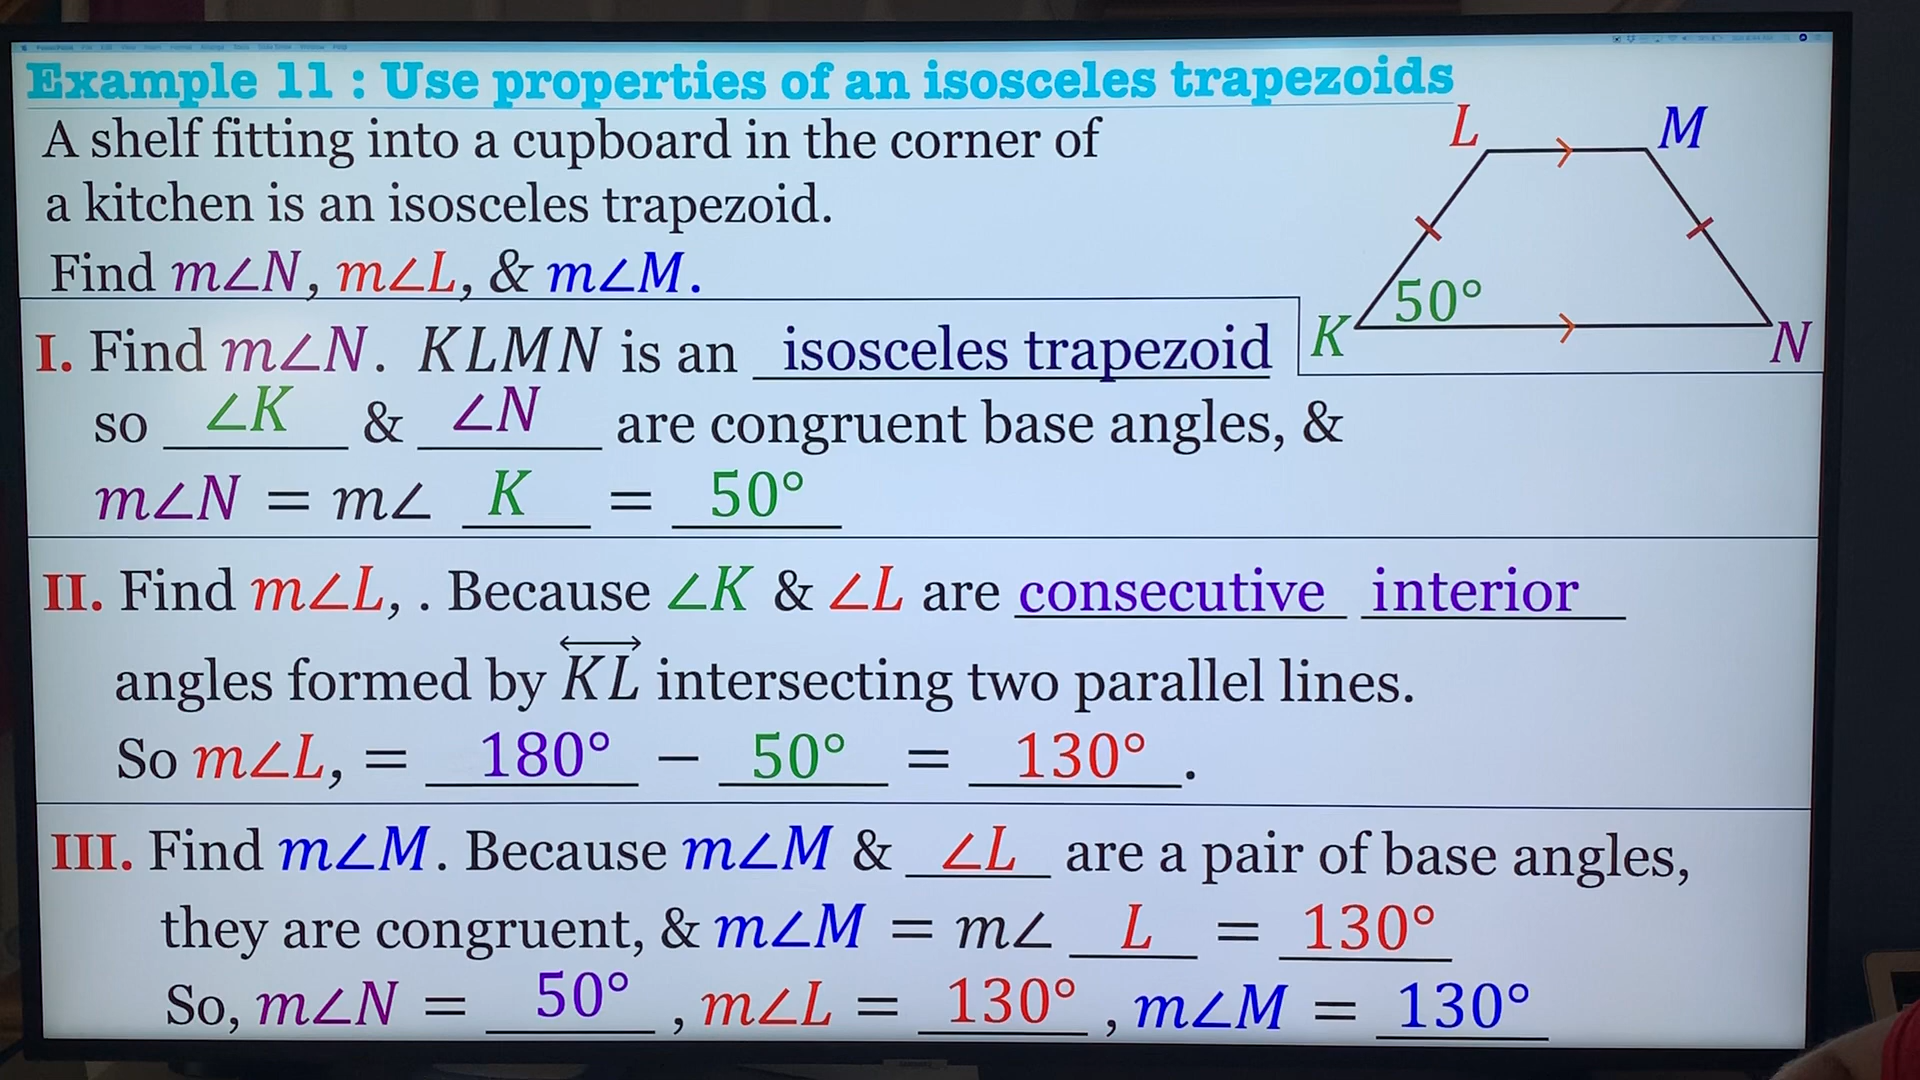 Example 11 : Use properties of an isosceles trapezoids
A shelf fitting into a cupboard in the corner of
a kitchen is an isosceles trapezoid.
Find m∠N, m∠L, & m∠M.
L
M
50°
K
N
I. Find m∠N. KLMN is an isosceles trapezoid
so ∠K & ∠N are congruent base angles, &
m∠N = m∠ K = 50°
II. Find m∠L, . Because ∠K & ∠L are consecutive interior
angles formed by KL intersecting two parallel lines.
So m∠L, = 180° − 50° = 130°.
III. Find m∠M. Because m∠M & ∠L are a pair of base angles,
they are congruent, & m∠M = m∠ L = 130°
So, m∠N = 50° , m∠L = 130° , m∠M = 130°